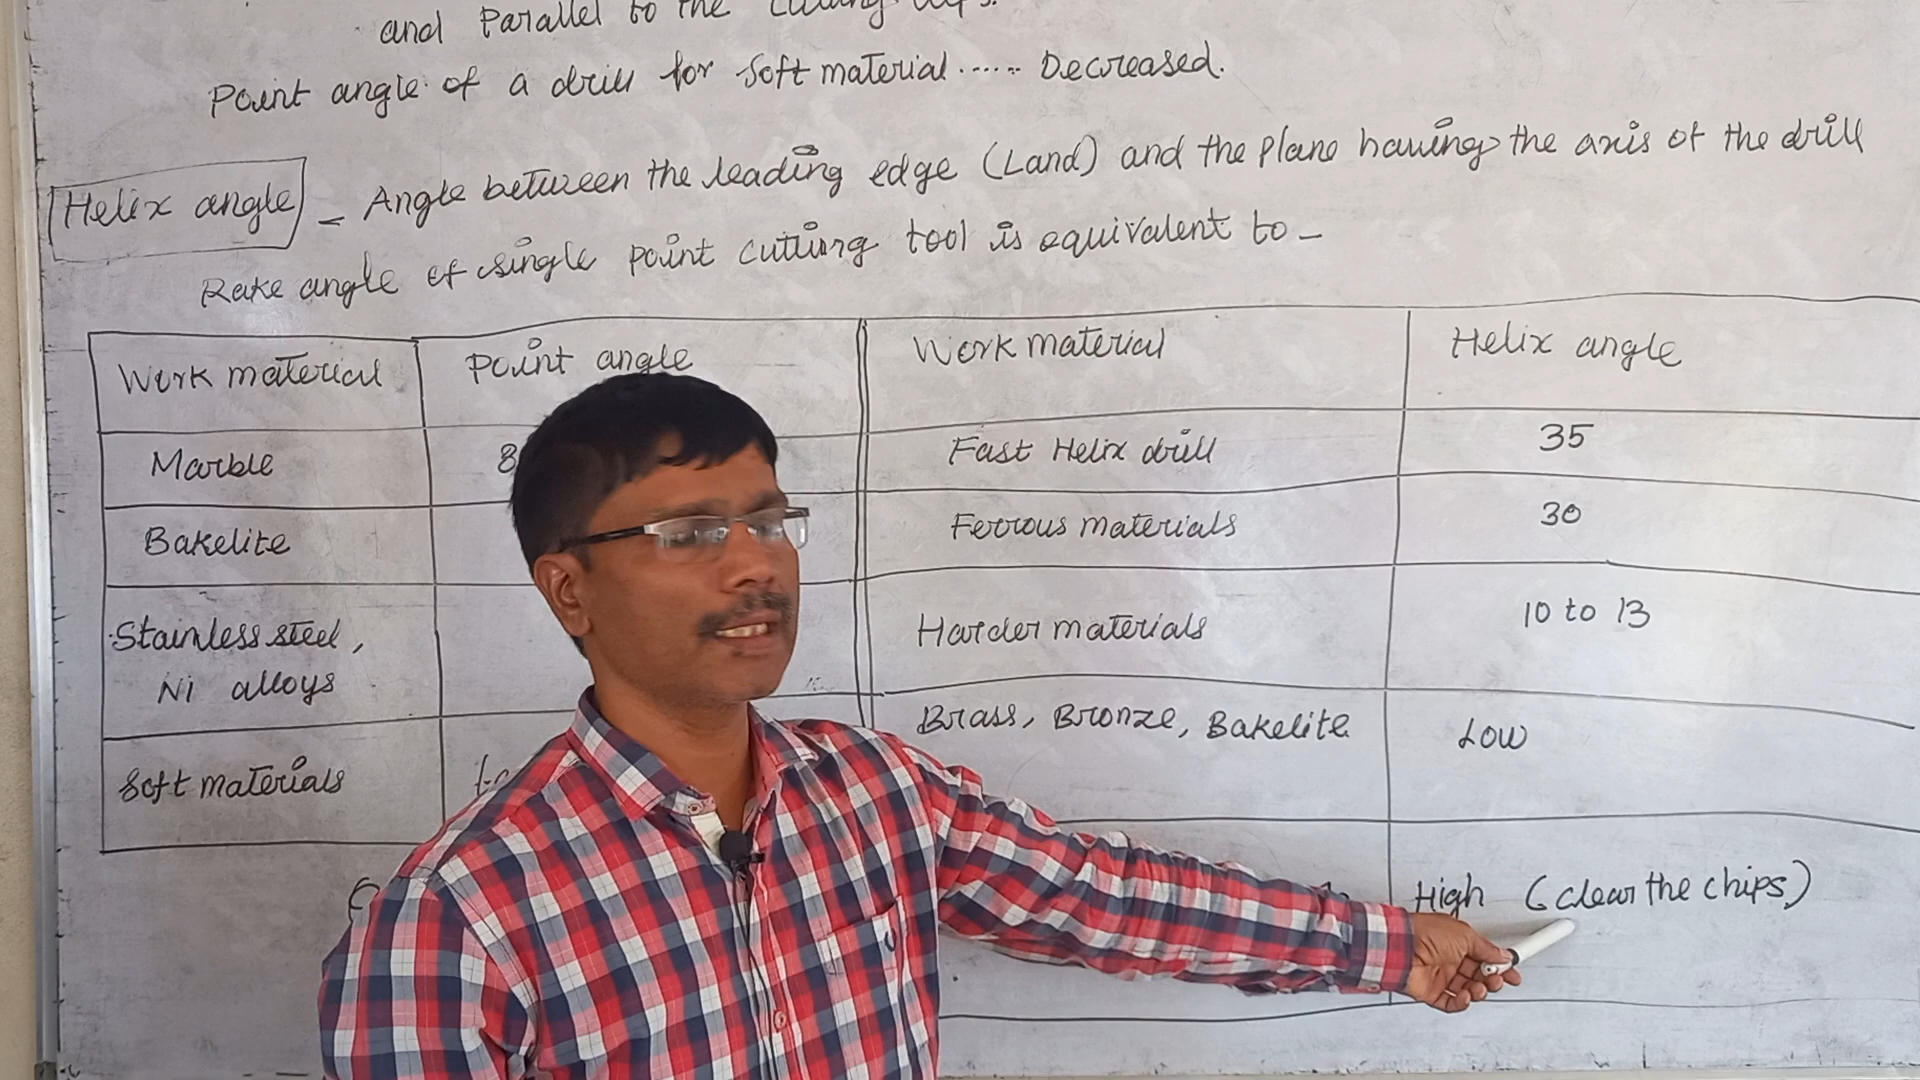 and Parallel to the cutting lips.
Point angle of a drill for soft material ...... Decreased.
Helix angle - Angle between the leading edge (Land) and the plane having the axis of the drill
Rake angle of single point cutting tool is equivalent to -
Work material Point angle Work material Helix angle
Marble 8 Fast Helix drill 35
Bakelite Ferrous materials 30
Stainless steel, Harder materials 10 to 13
Ni alloys
Brass, Bronze, Bakelite Low
Soft materials
High (clear the chips)